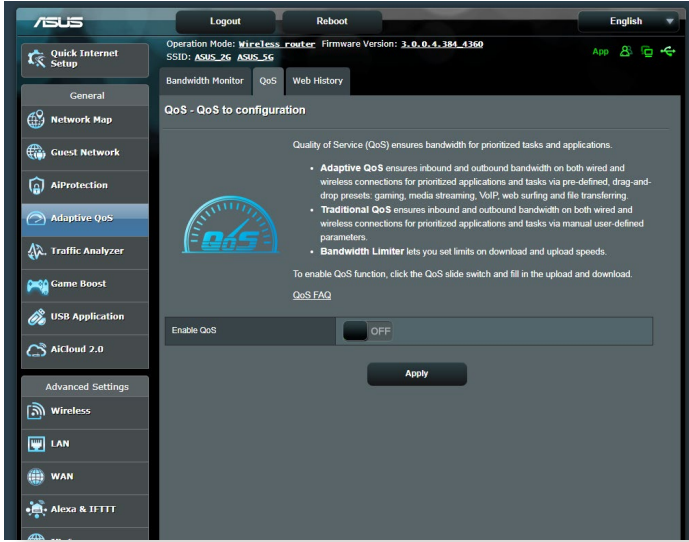 ASUS
Logout
Reboot
English
Quick Internet
Setup
Operation Mode: Wireless router Firmware Version: 3.0.0.4.384_4360
SSID: ASUS_2G ASUS_5G
App
General
Network Map
Guest Network
AiProtection
Adaptive QoS
Traffic Analyzer
Game Boost
USB Application
AiCloud 2.0
Advanced Settings
Wireless
LAN
WAN
Alexa & IFTTT
Bandwidth Monitor
QoS
Web History
QoS - QoS to configuration
QoS
Quality of Service (QoS) ensures bandwidth for prioritized tasks and applications.
• Adaptive QoS ensures inbound and outbound bandwidth on both wired and
wireless connections for prioritized applications and tasks via pre-defined, drag-and-
drop presets: gaming, media streaming, VoIP, web surfing and file transferring.
• Traditional QoS ensures inbound and outbound bandwidth on both wired and
wireless connections for prioritized applications and tasks via manual user-defined
parameters.
• Bandwidth Limiter lets you set limits on download and upload speeds.
To enable QoS function, click the QoS slide switch and fill in the upload and download.
QoS FAQ
Enable QoS
OFF
Apply